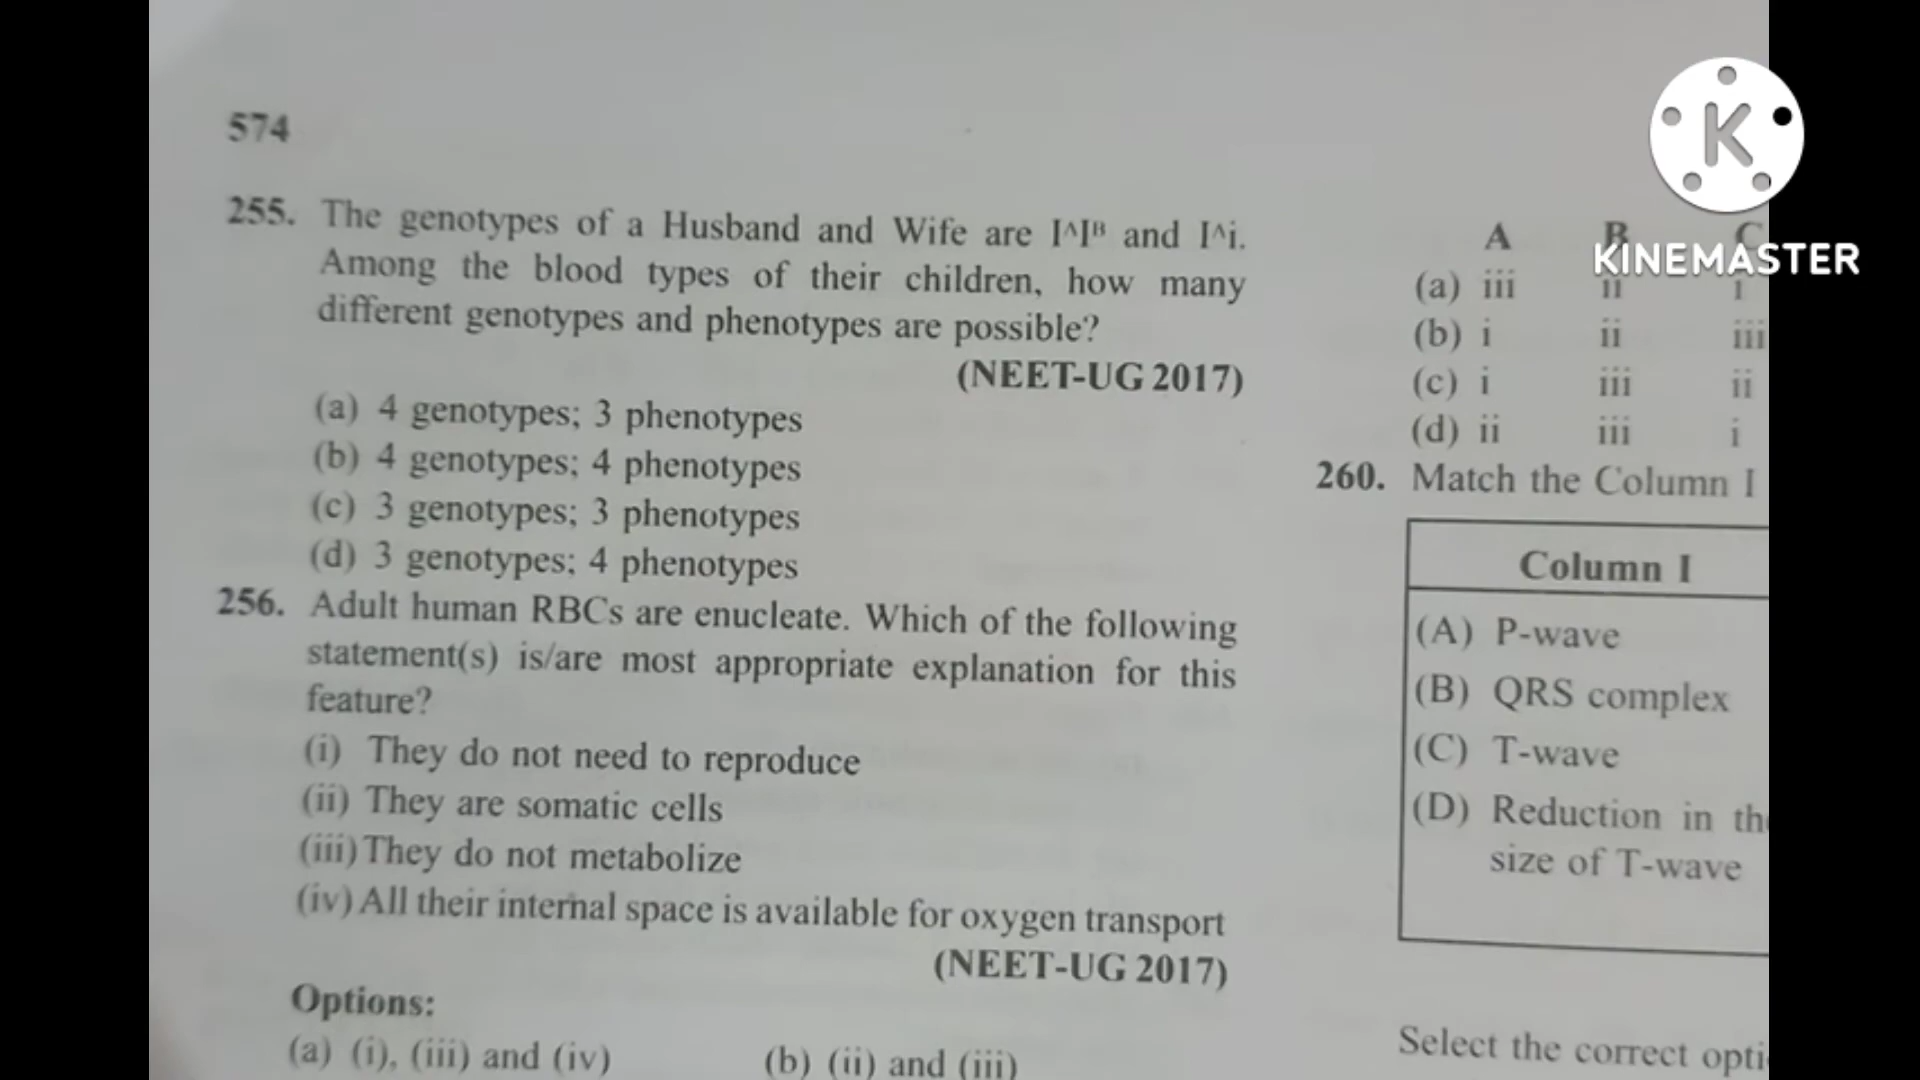 574
255. The genotypes of a Husband and Wife are I^Iᴮ and I^i.
Among the blood types of their children, how many
different genotypes and phenotypes are possible?
(NEET-UG 2017)
(a) 4 genotypes; 3 phenotypes
(b) 4 genotypes; 4 phenotypes
(c) 3 genotypes; 3 phenotypes
(d) 3 genotypes; 4 phenotypes
256. Adult human RBCs are enucleate. Which of the following
statement(s) is/are most appropriate explanation for this
feature?
(i) They do not need to reproduce
(ii) They are somatic cells
(iii) They do not metabolize
(iv) All their internal space is available for oxygen transport
(NEET-UG 2017)
Options:
(a) (i), (iii) and (iv) (b) (ii) and (iii)
A B C
(a) iii ii i
(b) i ii iii
(c) i iii ii
(d) ii iii i
260. Match the Column I
Column I
(A) P-wave
(B) QRS complex
(C) T-wave
(D) Reduction in the
size of T-wave
Select the correct opti
K
KINEMASTER